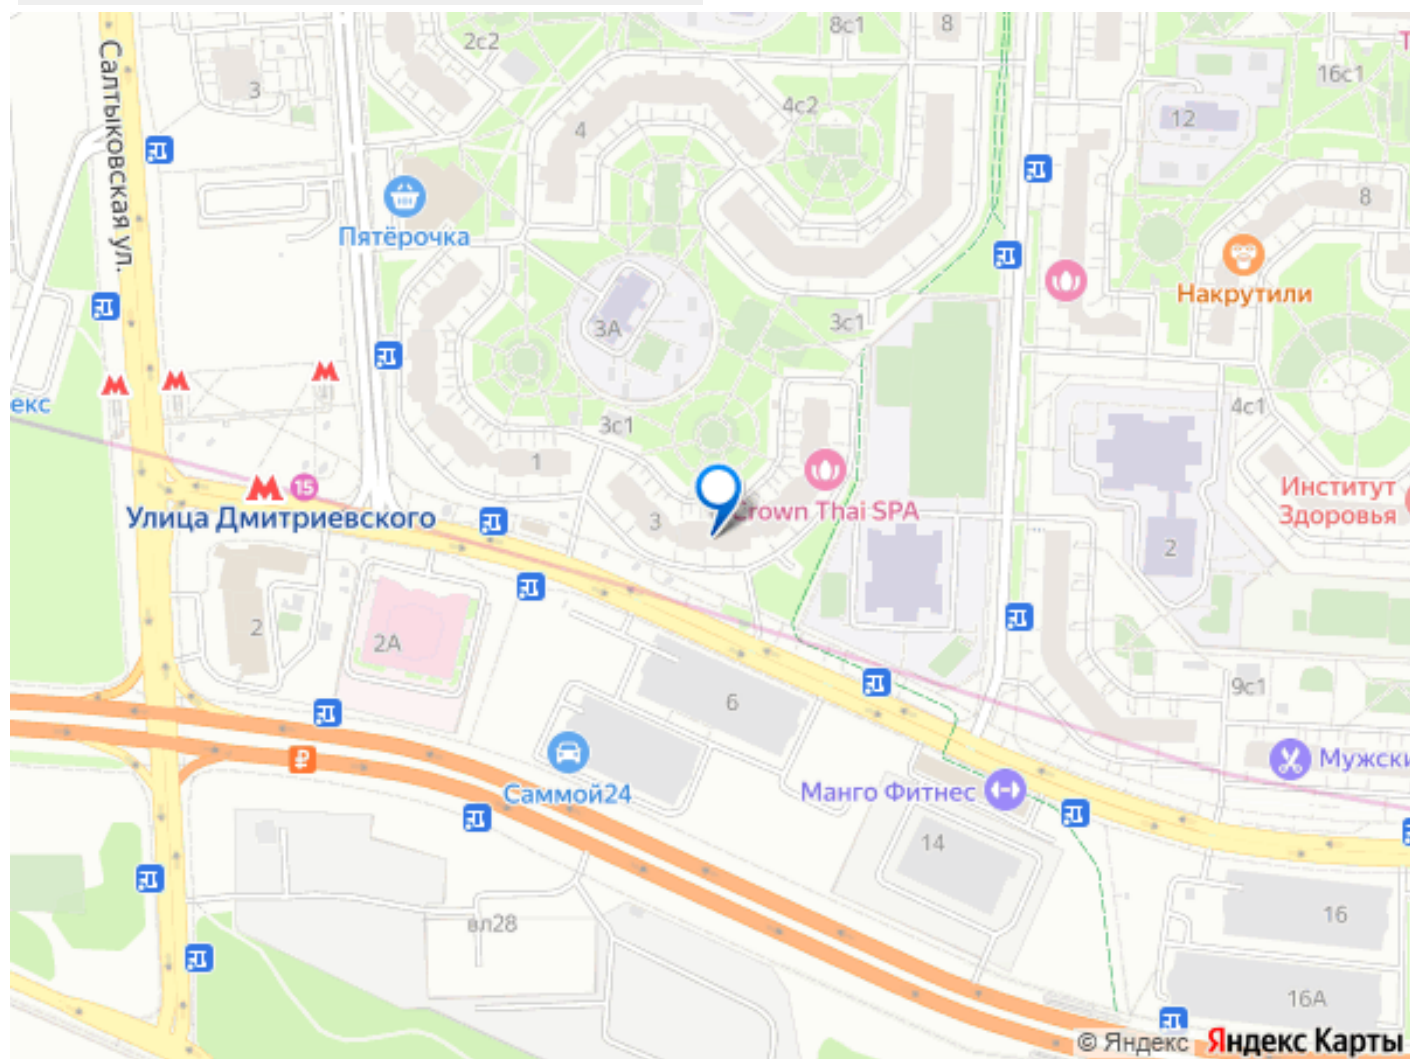 2с2
8с1
8
Т
16с1
Салтыковская ул.
3
4с2
4
12
8
Пятёрочка
Накрутили
3А
3с1
екс
4с1
3с1
1
15
Улица Дмитриевского
3
Crown Thai SPA
Институт
Здоровья
2
2
2А
6
9с1
₽
Саммой24
Манго Фитнес
Мужски
14
вл28
16
16А
© Яндекс Яндекс Карты